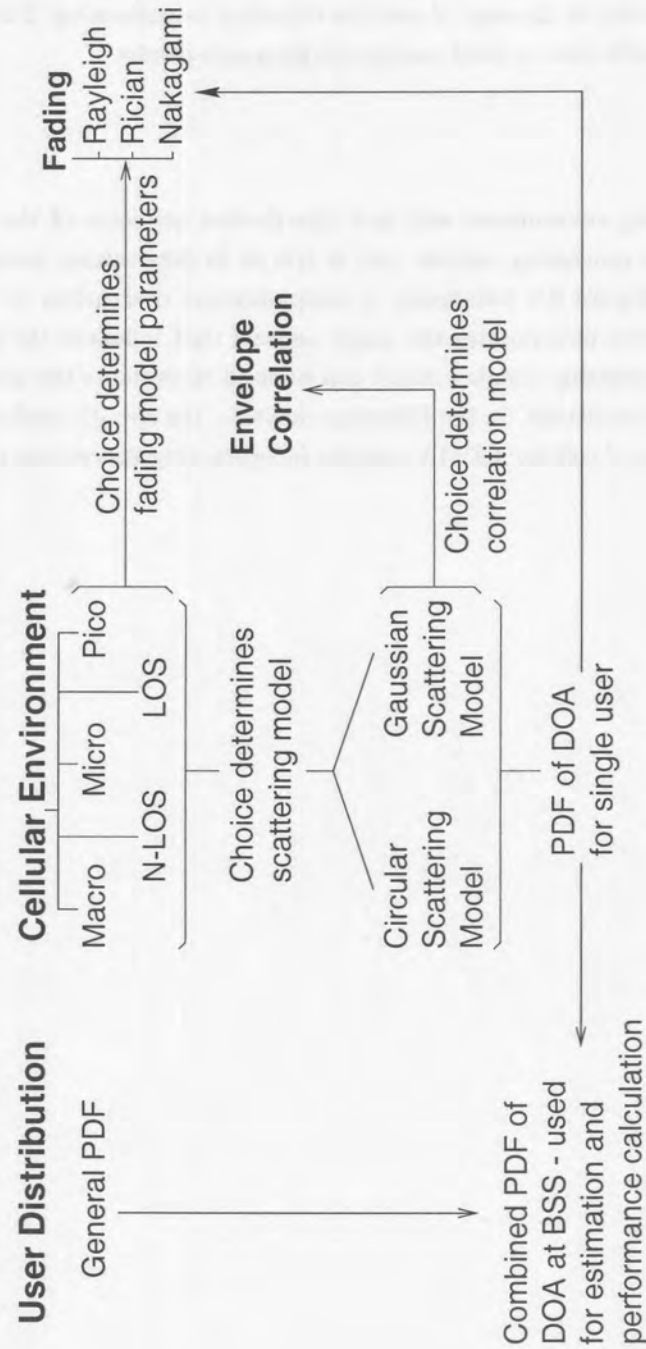 User Distribution
General PDF
Combined PDF of
DOA at BSS - used
for estimation and
performance calculation
Cellular Environment
Macro
Micro
Pico
N-LOS
LOS
Choice determines
scattering model
Circular
Scattering
Model
Gaussian
Scattering
Model
PDF of DOA
for single user
Choice determines
fading model, parameters
Envelope
Correlation
Choice determines
correlation model
Fading
Rayleigh
Rician
Nakagami